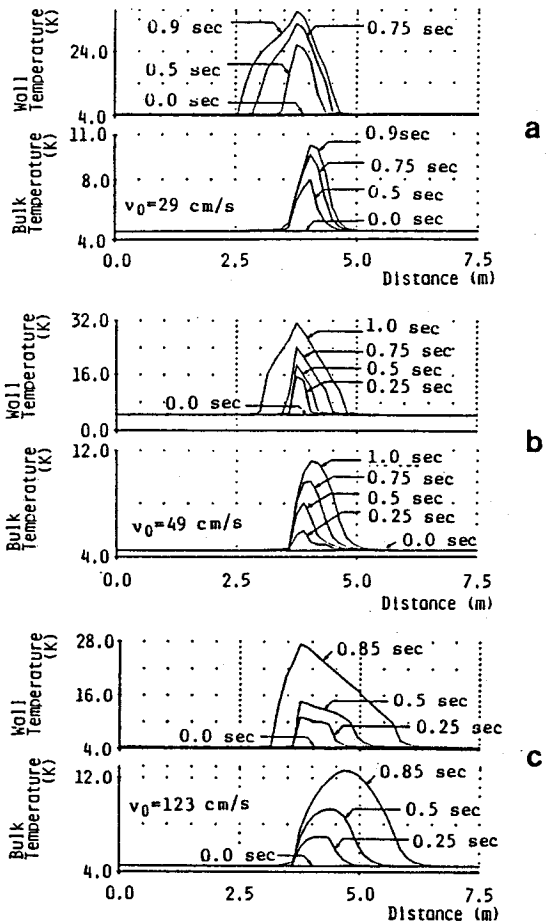 Wall
Temperature
(K)
24.0
4.0
0.9 sec
0.75 sec
0.5 sec
0.0 sec
a
Bulk
Temperature
(K)
11.0
8.0
4.0
0.9sec
0.75 sec
0.5 sec
0.0 sec
ν₀=29 cm/s
0.0 2.5 5.0 7.5
Distance (m)
Wall
Temperature
(K)
32.0
16.0
0.0
1.0 sec
0.75 sec
0.5 sec
0.25 sec
0.0 sec
b
Bulk
Temperature
(K)
12.0
4.0
1.0 sec
0.75 sec
0.5 sec
0.25 sec
0.0 sec
ν₀=49 cm/s
0.0 2.5 5.0 7.5
Distance (m)
Wall
Temperature
(K)
28.0
16.0
4.0
0.85 sec
0.5 sec
0.25 sec
0.0 sec
c
Bulk
Temperature
(K)
12.0
4.0
0.85 sec
0.5 sec
0.25 sec
0.0 sec
ν₀=123 cm/s
0.0 2.5 5.0 7.5
Distance (m)